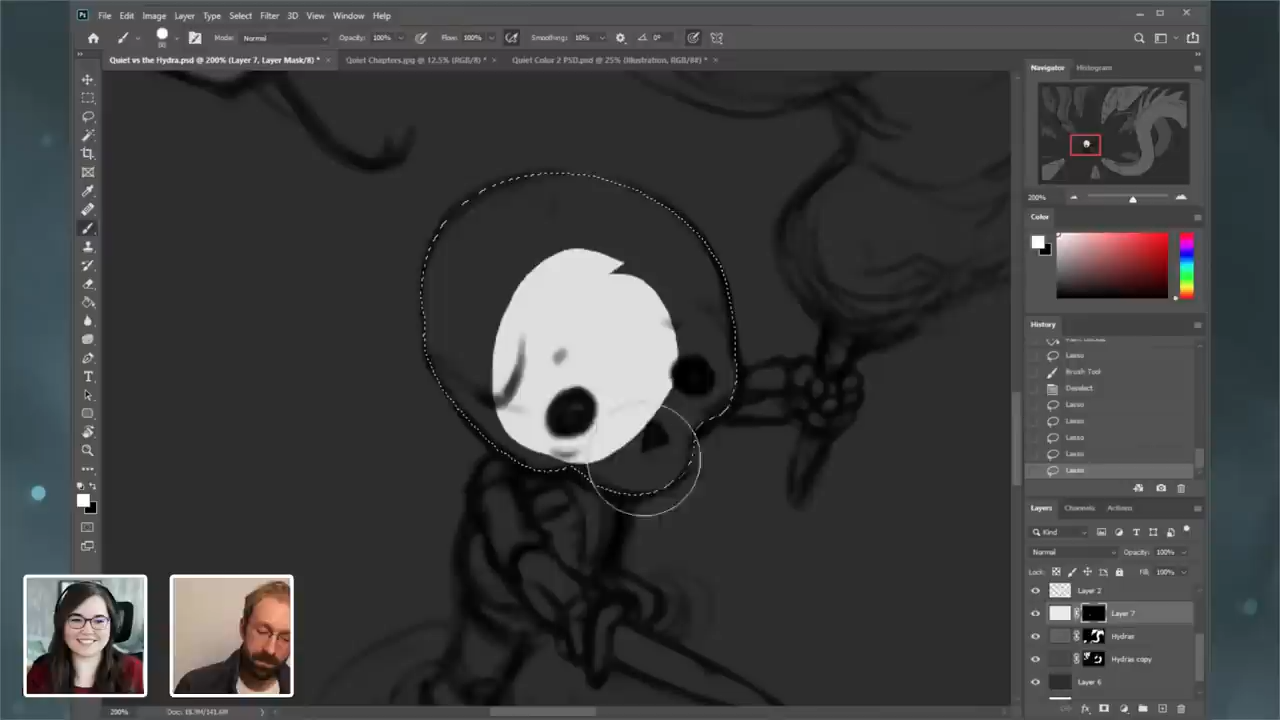 File Edit Image Layer Type Select Filter 3D View Window Help
Mode: Normal Opacity: 100% Flow: 100% Smoothing: 10% 0°
Quiet vs the Hydra.psd @ 200% (Layer 7, Layer Mask/8) * × Quiet Chapters.jpg @ 12.5% (RGB/8) * × Quiet Color 2 PSD.psd @ 25% (Illustration, RGB/8#) * ×
Navigator Histogram
200%
Color
History
Lasso
Brush Tool
Deselect
Lasso
Lasso
Lasso
Lasso
Lasso
Layers Channels Actions
Kind
Normal Opacity: 100%
Lock: Fill: 100%
Layer 2
Layer 7
Hydras
Hydras copy
Layer 6
200% Doc: